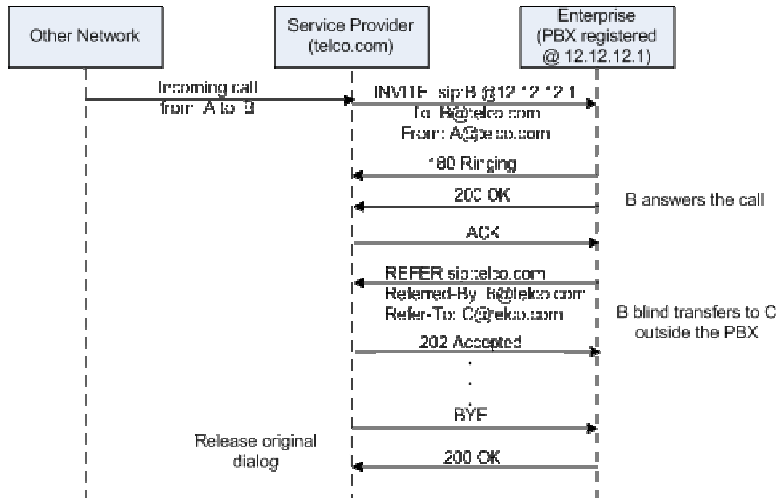 Other Network
Service Provider
(telco.com)
Enterprise
(PBX registered
@ 12.12.12.1)
Incoming call
from A to B
INVITE sip:B@12.12.12.1
To: B@telco.com
From: A@telco.com
180 Ringing
200 OK
B answers the call
ACK
REFER sip:telco.com
Referred-By: B@telco.com
Refer-To: C@telco.com
B blind transfers to C
outside the PBX
202 Accepted
.
.
.
BYE
Release original
dialog
200 OK